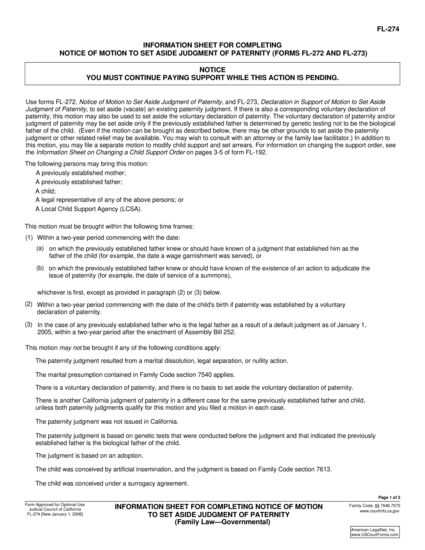 FL-274
INFORMATION SHEET FOR COMPLETING
NOTICE OF MOTION TO SET ASIDE JUDGMENT OF PATERNITY (FORMS FL-272 AND FL-273)
NOTICE
YOU MUST CONTINUE PAYING SUPPORT WHILE THIS ACTION IS PENDING.
Use forms FL-272, Notice of Motion to Set Aside Judgment of Paternity, and FL-273, Declaration in Support of Motion to Set Aside
Judgment of Paternity, to set aside (vacate) an existing paternity judgment. If there is also a corresponding voluntary declaration of
paternity, this motion may also be used to set aside the voluntary declaration of paternity. The voluntary declaration of paternity and/or
judgment of paternity may be set aside only if the previously established father is determined by genetic testing not to be the biological
father of the child. (Even if the motion can be brought as described below, there may be other grounds to set aside the paternity
judgment or other related relief may be available. You may wish to consult with an attorney or the family law facilitator.) In addition to
this motion, you may file a separate motion to modify child support and set arrears. For information on changing the support order, see
the Information Sheet on Changing a Child Support Order on pages 3-5 of form FL-192.
The following persons may bring this motion:
A previously established mother;
A previously established father;
A child;
A legal representative of any of the above persons; or
A Local Child Support Agency (LCSA).
This motion must be brought within the following time frames:
(1) Within a two-year period commencing with the date:
(a) on which the previously established father knew or should have known of a judgment that established him as the
father of the child (for example, the date a wage garnishment was served), or
(b) on which the previously established father knew or should have known of the existence of an action to adjudicate the
issue of paternity (for example, the date of service of a summons),
whichever is first, except as provided in paragraph (2) or (3) below.
(2) Within a two-year period commencing with the date of the child's birth if paternity was established by a voluntary
declaration of paternity.
(3) In the case of any previously established father who is the legal father as a result of a default judgment as of January 1,
2005, within a two-year period after the enactment of Assembly Bill 252.
This motion may not be brought if any of the following conditions apply:
The paternity judgment resulted from a marital dissolution, legal separation, or nullity action.
The marital presumption contained in Family Code section 7540 applies.
There is a voluntary declaration of paternity, and there is no basis to set aside the voluntary declaration of paternity.
There is another California judgment of paternity in a different case for the same previously established father and child,
unless both paternity judgments qualify for this motion and you filed a motion in each case.
The paternity judgment was not issued in California.
The paternity judgment is based on genetic tests that were conducted before the judgment and that indicated the previously
established father is the biological father of the child.
The judgment is based on an adoption.
The child was conceived by artificial insemination, and the judgment is based on Family Code section 7613.
The child was conceived under a surrogacy agreement.
Page 1 of 2
Form Approved for Optional Use
Judicial Council of California
FL-274 [New January 1, 2006]
INFORMATION SHEET FOR COMPLETING NOTICE OF MOTION
TO SET ASIDE JUDGMENT OF PATERNITY
(Family Law—Governmental)
Family Code, §§ 7646,7575
www.courtinfo.ca.gov
American LegalNet, Inc.
www.USCourtForms.com